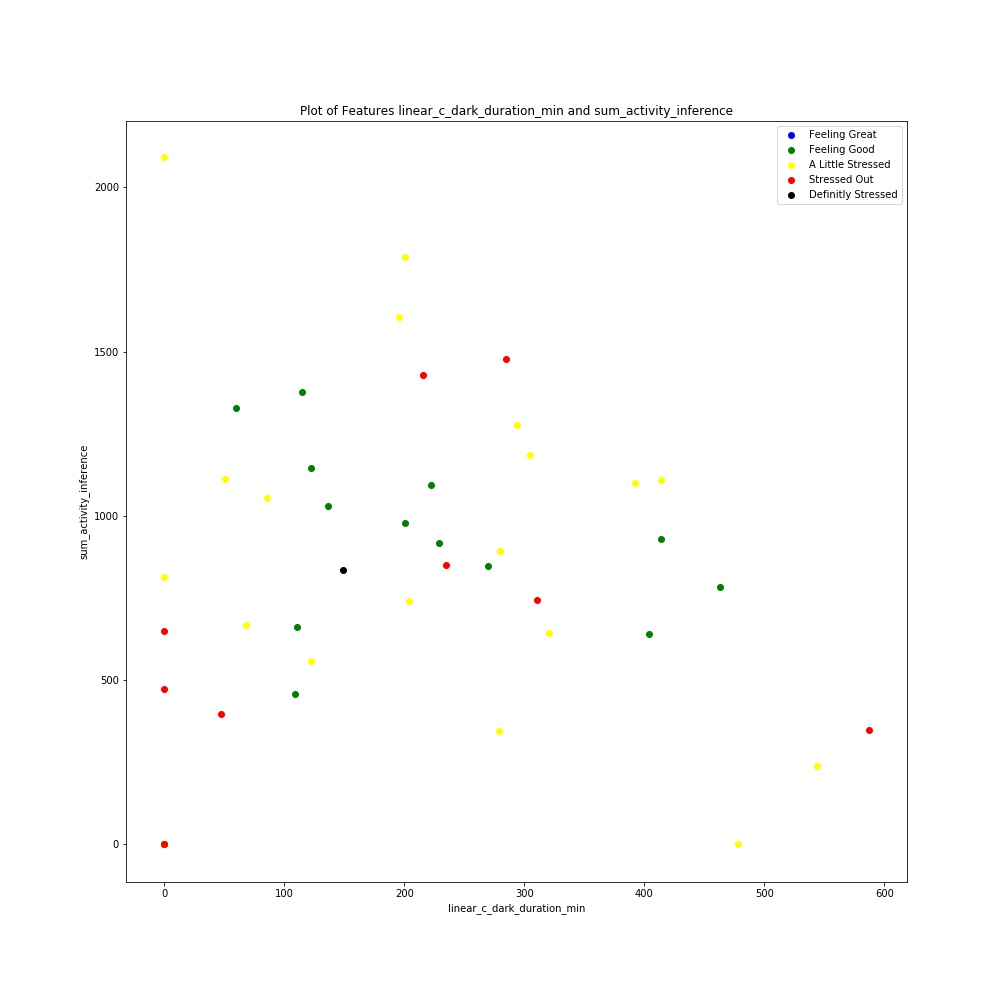 Plot of Features linear_c_dark_duration_min and sum_activity_inference
Feeling Great
Feeling Good
A Little Stressed
Stressed Out
Definitly Stressed
2000
1500
1000
500
0
sum_activity_inference
0 100 200 300 400 500 600
linear_c_dark_duration_min